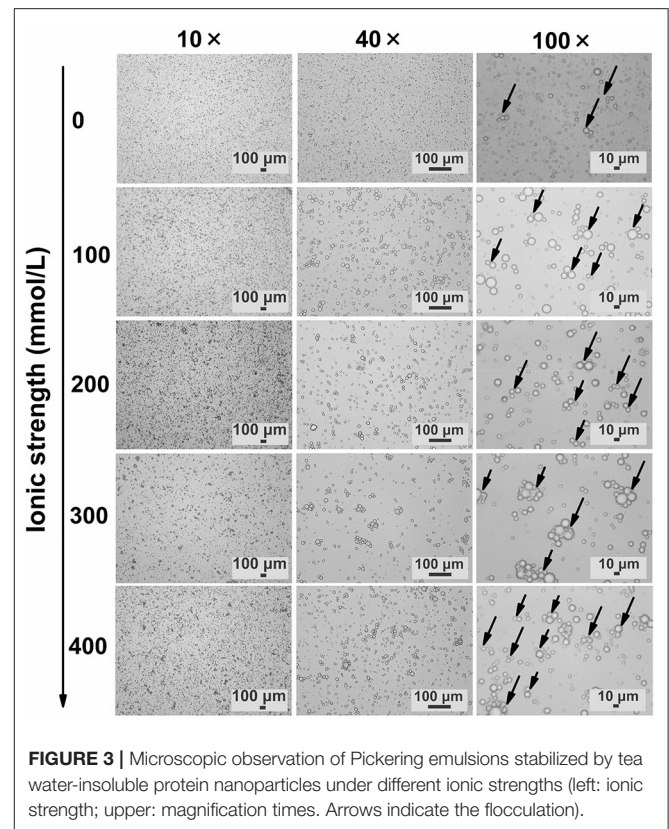 10 × 40 × 100 ×
Ionic strength (mmol/L)
0
100 µm 100 µm 10 µm
100
100 µm 100 µm 10 µm
200
100 µm 100 µm 10 µm
300
100 µm 100 µm 10 µm
400
100 µm 100 µm 10 µm
FIGURE 3 | Microscopic observation of Pickering emulsions stabilized by tea
water-insoluble protein nanoparticles under different ionic strengths (left: ionic
strength; upper: magnification times. Arrows indicate the flocculation).